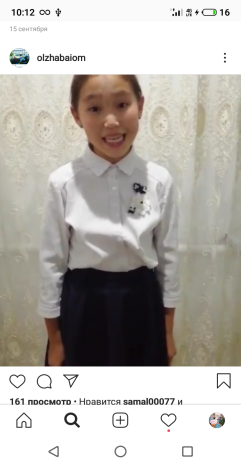 10:12
16
15 сентября
olzhabaiom
161 просмотр • Нравится samal00077 и